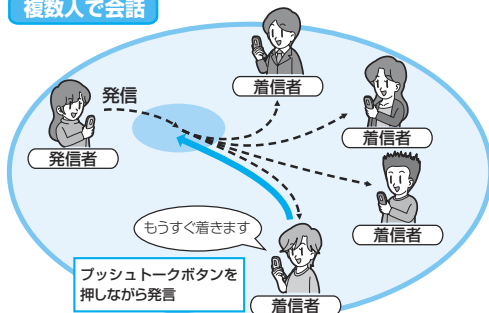 複数人で会話
着信者
発信
着信者
発信者
着信者
もうすぐ着きます
プッシュトークボタンを
押しながら発言
着信者